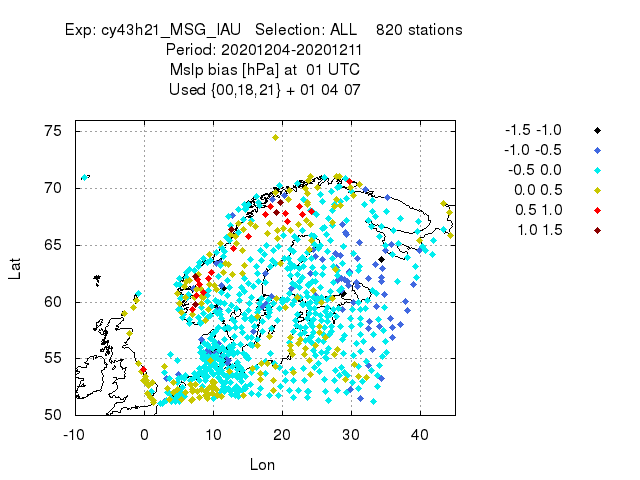 Exp: cy43h21_MSG_IAU   Selection: ALL    820 stations
Period: 20201204-20201211
Mslp bias [hPa] at  01 UTC
Used {00,18,21} + 01 04 07
75
70
65
60
55
50
Lat
-10 0 10 20 30 40
Lon
-1.5 -1.0
-1.0 -0.5
-0.5 0.0
0.0 0.5
0.5 1.0
1.0 1.5